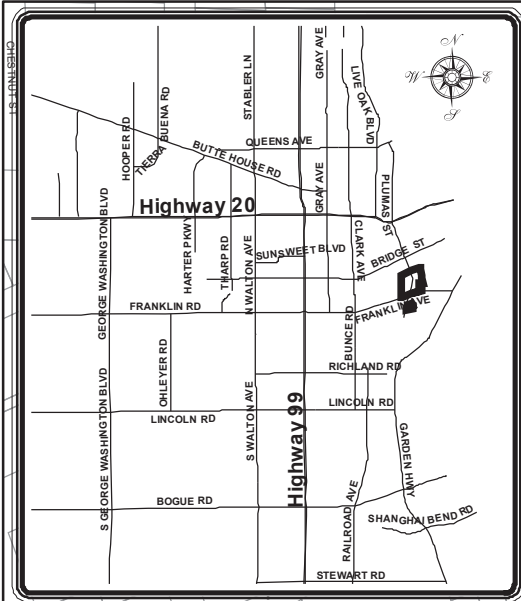 CHESTNUT ST
HOOPER RD
TIERRA BUENA RD
STABLER LN
GRAY AVE
LIVE OAK BLVD
N
W
E
S
QUEENS AVE
BUTTE HOUSE RD
Highway 20
GEORGE WASHINGTON BLVD
HARTER PKWY
THARP RD
N WALTON AVE
SUNSWEET BLVD
GRAY AVE
CLARK AVE
PLUMAS ST
BRIDGE ST
FRANKLIN RD
FRANKLIN AVE
OHLEYER RD
BUNCE RD
RICHLAND RD
S GEORGE WASHINGTON BLVD
LINCOLN RD
LINCOLN RD
S WALTON AVE
Highway 99
GARDEN HWY
BOGUE RD
RAILROAD AVE
SHANGHAI BEND RD
STEWART RD